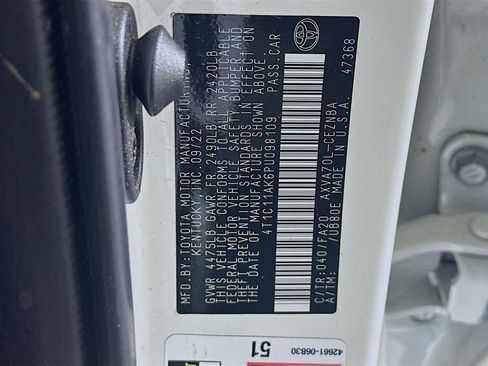 MFD. BY: TOYOTA MOTOR MANUFACTURING,
KENTUCKY, INC. 09/22
GVWR 4475LB GAWR FR 2490LB RR 2420LB
THIS VEHICLE CONFORMS TO ALL APPLICABLE
FEDERAL MOTOR VEHICLE SAFETY, BUMPER AND
THEFT PREVENTION STANDARDS IN EFFECT ON
THE DATE OF MANUFACTURE SHOWN ABOVE.
4T1C11AK6PU098109 PASS.CAR
C/TR:040/FA20 AXVA70L-CEZNBA
A/TM: /UB80E MADE IN U.S.A. 47368
42661-06B30
51